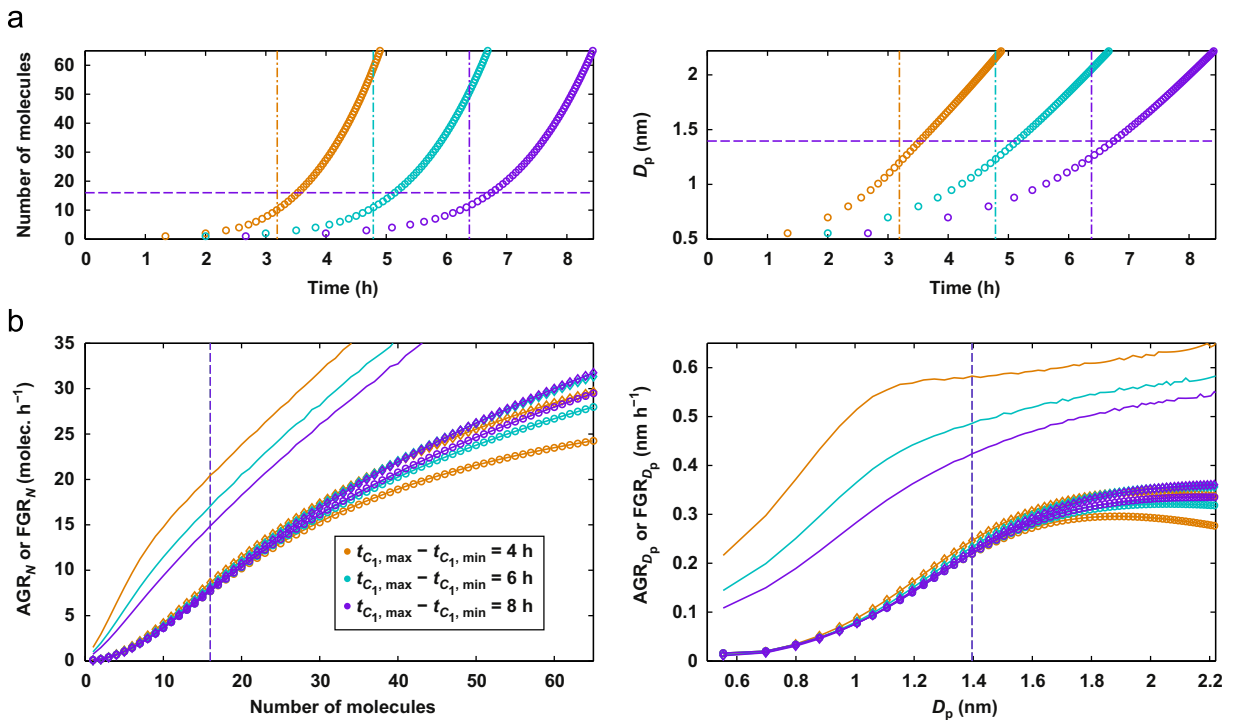 a
Number of molecules
60
50
40
30
20
10
0
0 1 2 3 4 5 6 7 8
Time (h)
Dp (nm)
2
1.5
1
0.5
0 1 2 3 4 5 6 7 8
Time (h)
b
AGRN or FGRN (molec. h−1)
35
30
25
20
15
10
5
0
0 10 20 30 40 50 60
Number of molecules
tC1, max − tC1, min = 4 h
tC1, max − tC1, min = 6 h
tC1, max − tC1, min = 8 h
AGRDp or FGRDp (nm h−1)
0.6
0.5
0.4
0.3
0.2
0.1
0
0.6 0.8 1 1.2 1.4 1.6 1.8 2 2.2
Dp (nm)